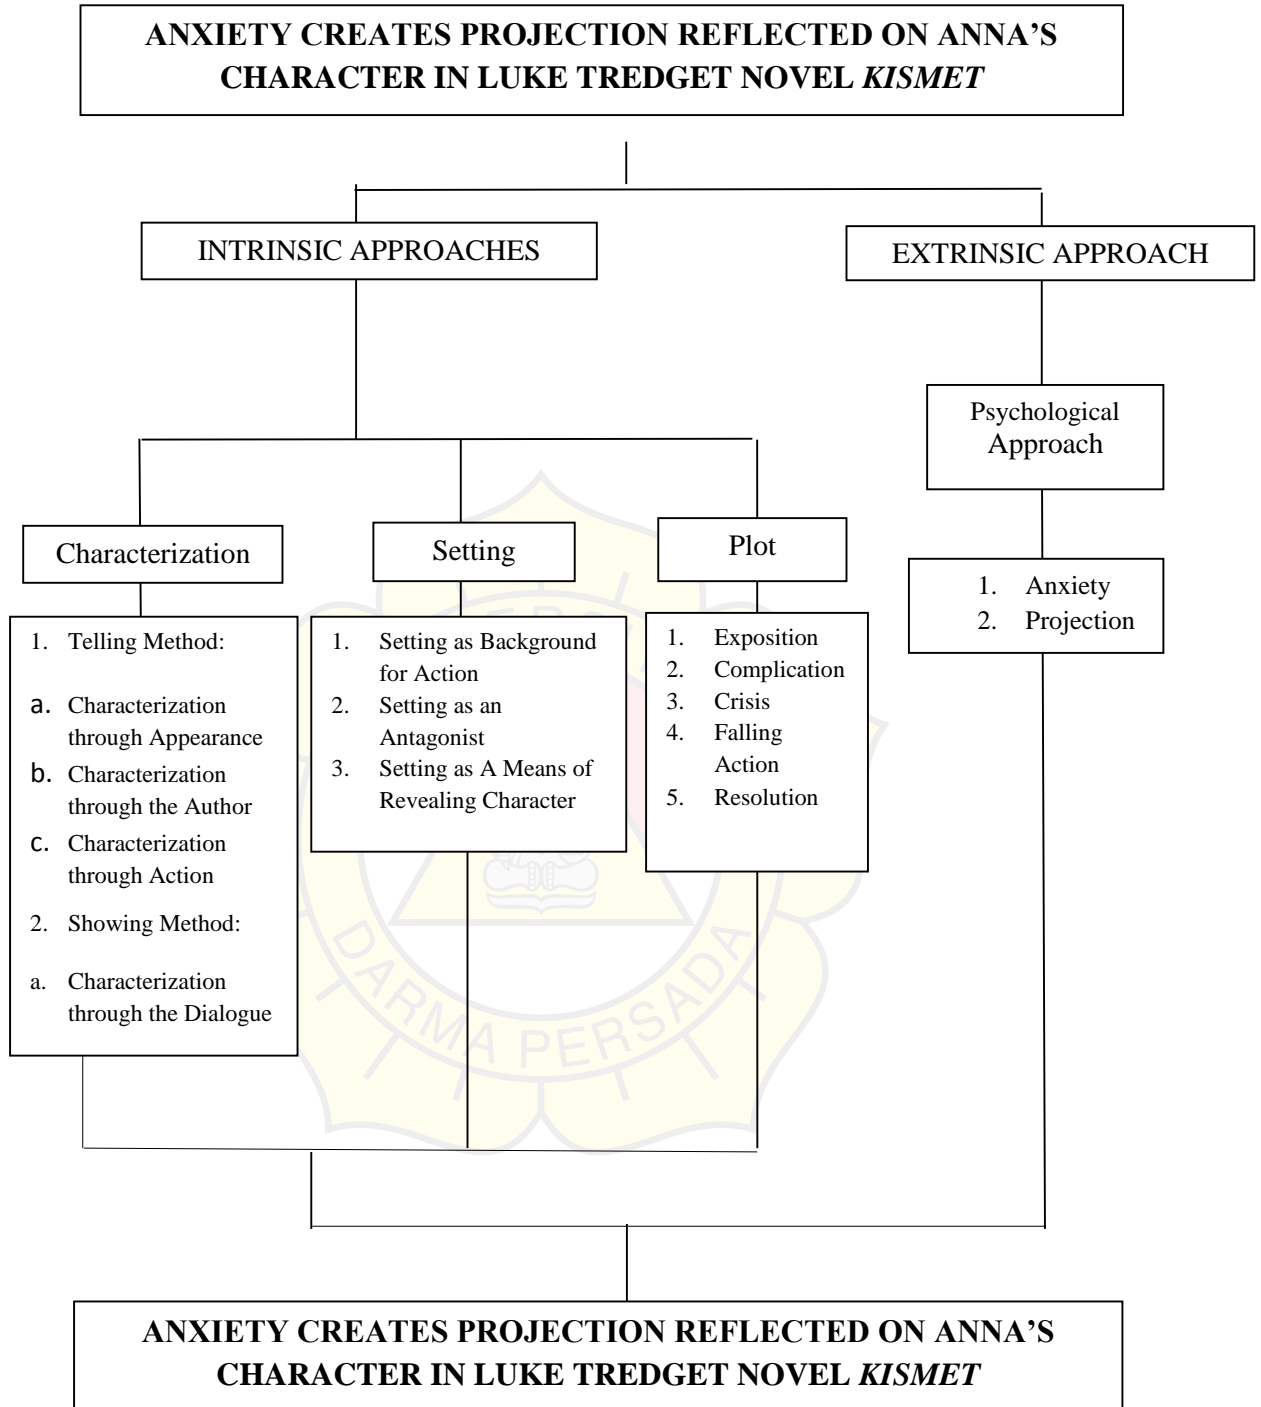 ANXIETY CREATES PROJECTION REFLECTED ON ANNA’S
CHARACTER IN LUKE TREDGET NOVEL KISMET
INTRINSIC APPROACHES
EXTRINSIC APPROACH
Psychological
Approach
Characterization
Setting
Plot
1. Anxiety
2. Projection
1. Telling Method:
a. Characterization
through Appearance
b. Characterization
through the Author
c. Characterization
through Action
2. Showing Method:
a. Characterization
through the Dialogue
1. Setting as Background
for Action
2. Setting as an
Antagonist
3. Setting as A Means of
Revealing Character
1. Exposition
2. Complication
3. Crisis
4. Falling
Action
5. Resolution
DARMA PERSADA
ANXIETY CREATES PROJECTION REFLECTED ON ANNA’S
CHARACTER IN LUKE TREDGET NOVEL KISMET